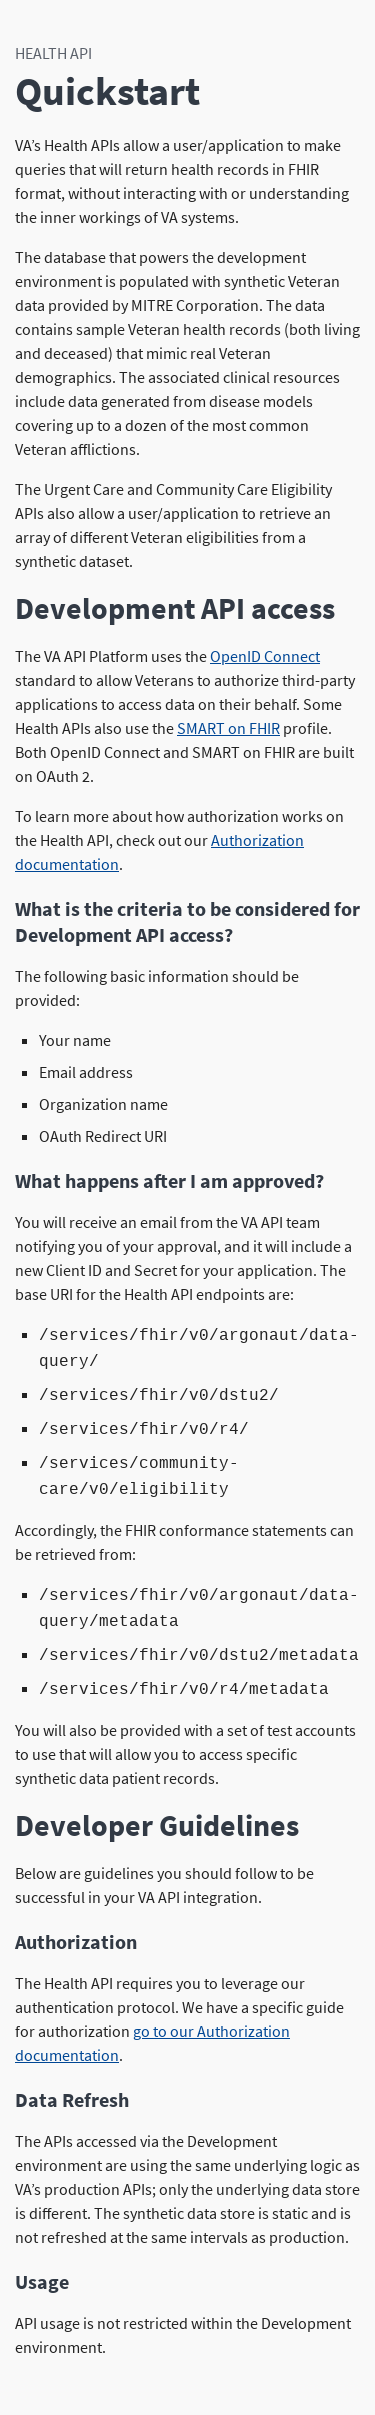 HEALTH API
Quickstart
VA’s Health APIs allow a user/application to make
queries that will return health records in FHIR
format, without interacting with or understanding
the inner workings of VA systems.
The database that powers the development
environment is populated with synthetic Veteran
data provided by MITRE Corporation. The data
contains sample Veteran health records (both living
and deceased) that mimic real Veteran
demographics. The associated clinical resources
include data generated from disease models
covering up to a dozen of the most common
Veteran afflictions.
The Urgent Care and Community Care Eligibility
APIs also allow a user/application to retrieve an
array of different Veteran eligibilities from a
synthetic dataset.
Development API access
The VA API Platform uses the OpenID Connect
standard to allow Veterans to authorize third-party
applications to access data on their behalf. Some
Health APIs also use the SMART on FHIR profile.
Both OpenID Connect and SMART on FHIR are built
on OAuth 2.
To learn more about how authorization works on
the Health API, check out our Authorization
documentation.
What is the criteria to be considered for
Development API access?
The following basic information should be
provided:
▪ Your name
▪ Email address
▪ Organization name
▪ OAuth Redirect URI
What happens after I am approved?
You will receive an email from the VA API team
notifying you of your approval, and it will include a
new Client ID and Secret for your application. The
base URI for the Health API endpoints are:
▪ /services/fhir/v0/argonaut/data-
query/
▪ /services/fhir/v0/dstu2/
▪ /services/fhir/v0/r4/
▪ /services/community-
care/v0/eligibility
Accordingly, the FHIR conformance statements can
be retrieved from:
▪ /services/fhir/v0/argonaut/data-
query/metadata
▪ /services/fhir/v0/dstu2/metadata
▪ /services/fhir/v0/r4/metadata
You will also be provided with a set of test accounts
to use that will allow you to access specific
synthetic data patient records.
Developer Guidelines
Below are guidelines you should follow to be
successful in your VA API integration.
Authorization
The Health API requires you to leverage our
authentication protocol. We have a specific guide
for authorization go to our Authorization
documentation.
Data Refresh
The APIs accessed via the Development
environment are using the same underlying logic as
VA’s production APIs; only the underlying data store
is different. The synthetic data store is static and is
not refreshed at the same intervals as production.
Usage
API usage is not restricted within the Development
environment.